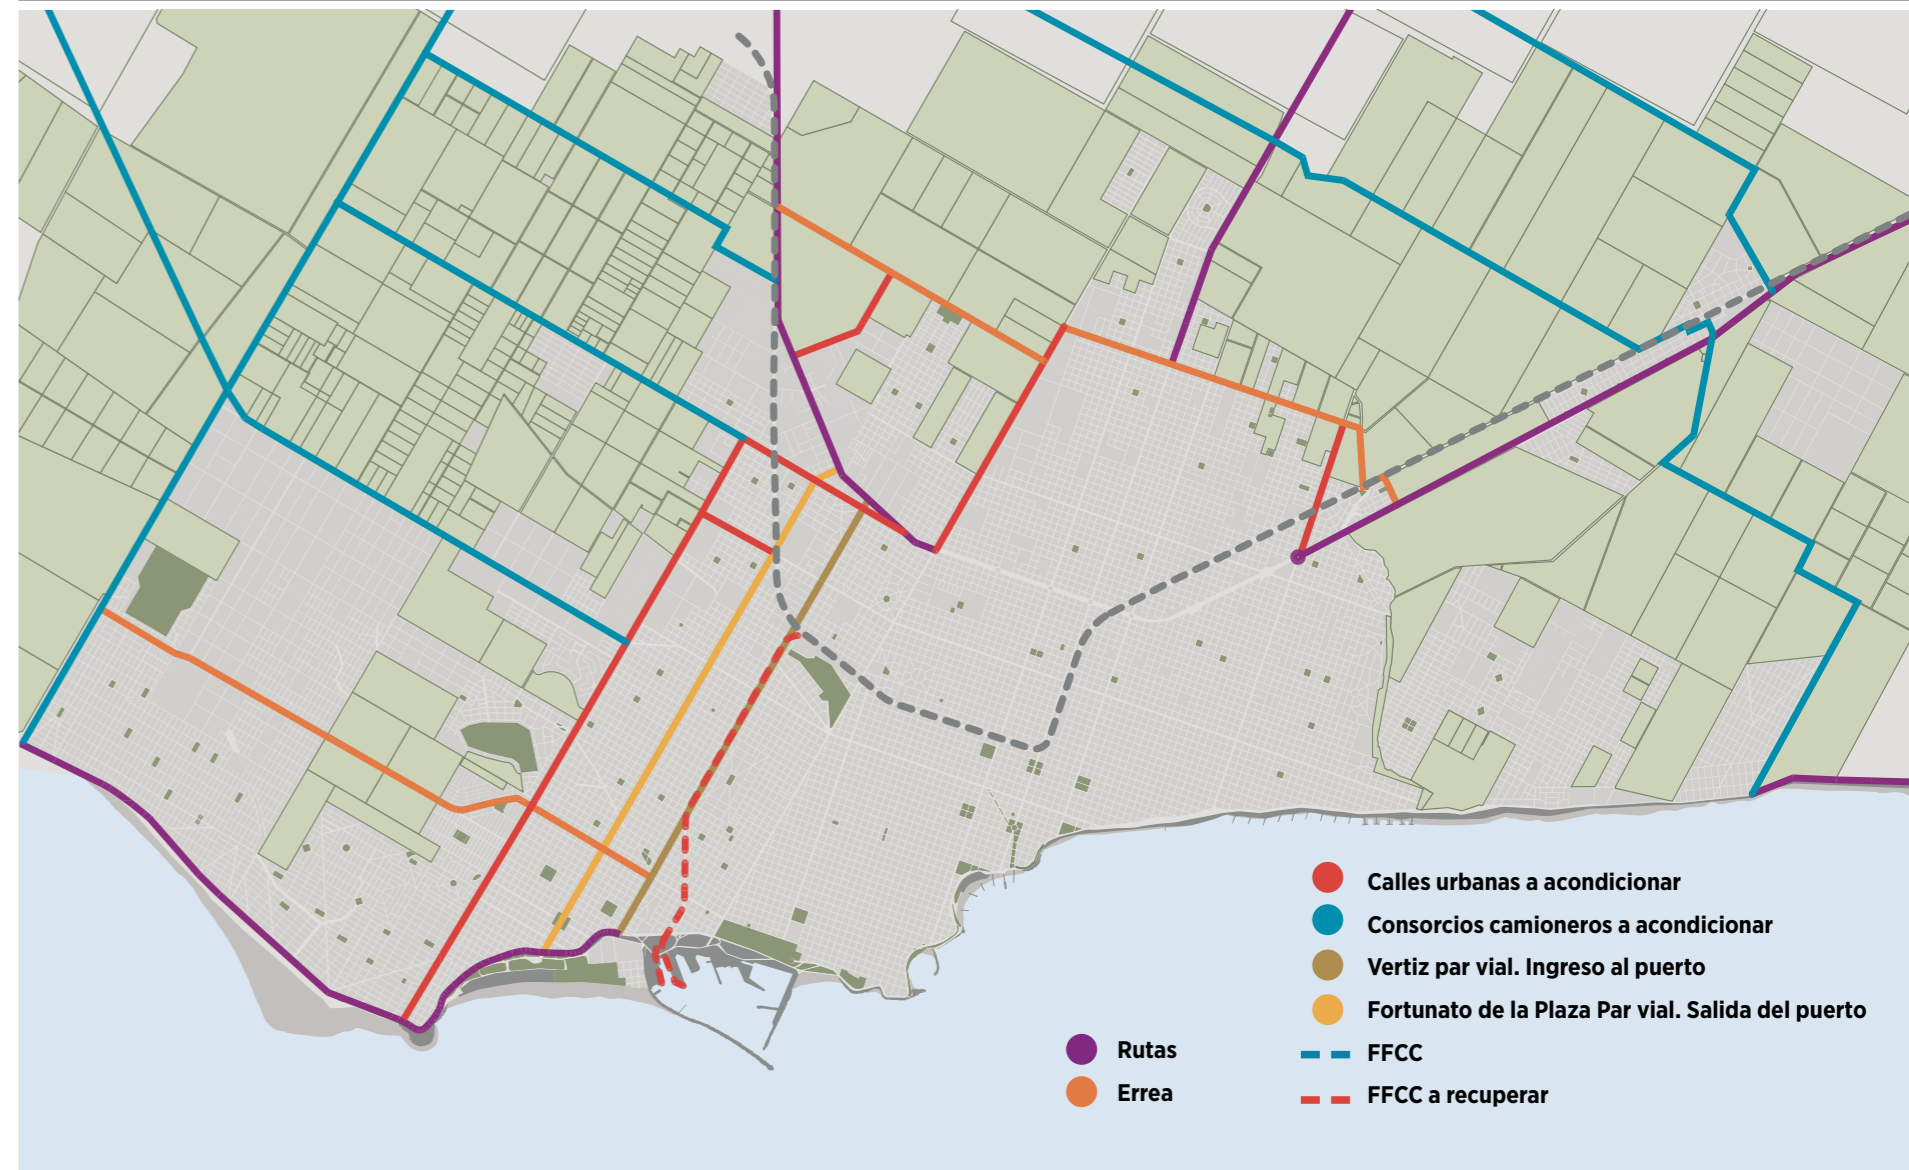 Calles urbanas a acondicionar
Consorcios camioneros a acondicionar
Vertiz par vial. Ingreso al puerto
Fortunato de la Plaza Par vial. Salida del puerto
Rutas
FFCC
Errea
FFCC a recuperar